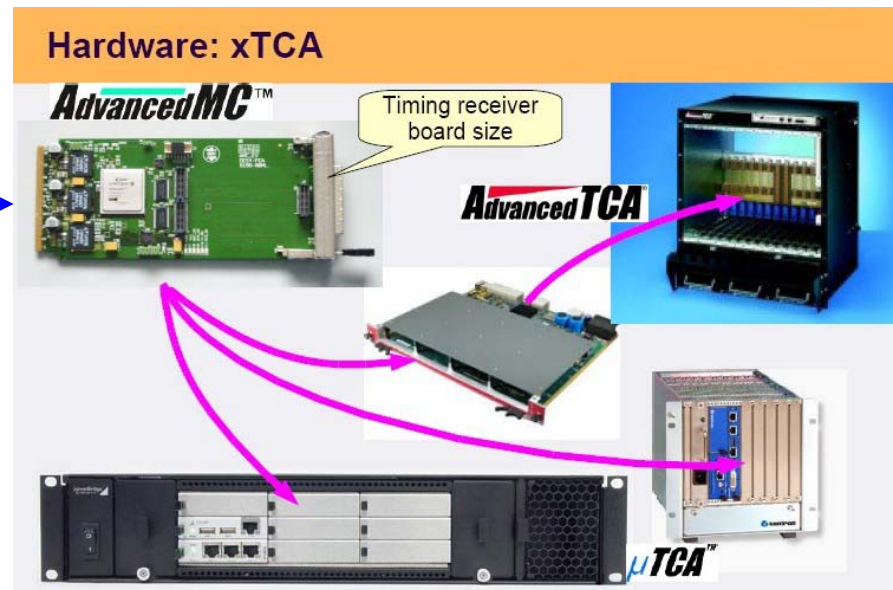 Hardware: xTCA
AdvancedMC™
Timing receiver
board size
AdvancedTCA®
µTCA™